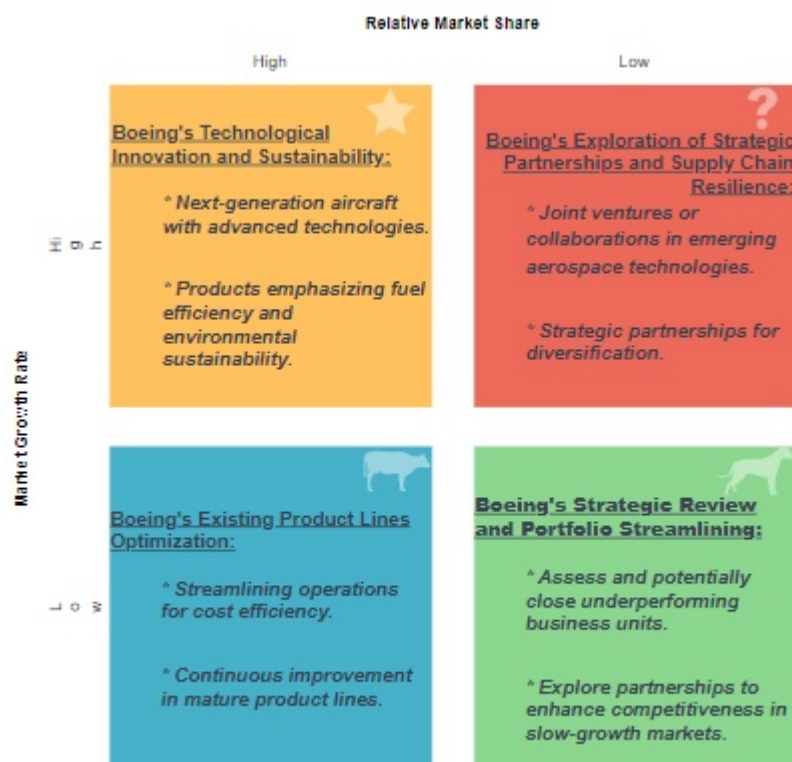 Relative Market Share
High
Low
Market Growth Rate
High
Boeing's Technological
Innovation and Sustainability:
* Next-generation aircraft
with advanced technologies.
* Products emphasizing fuel
efficiency and
environmental
sustainability.
?
Boeing's Exploration of Strategic
Partnerships and Supply Chain
Resilience:
* Joint ventures or
collaborations in emerging
aerospace technologies.
* Strategic partnerships for
diversification.
Low
Boeing's Existing Product Lines
Optimization:
* Streamlining operations
for cost efficiency.
* Continuous improvement
in mature product lines.
Boeing's Strategic Review
and Portfolio Streamlining:
* Assess and potentially
close underperforming
business units.
* Explore partnerships to
enhance competitiveness in
slow-growth markets.